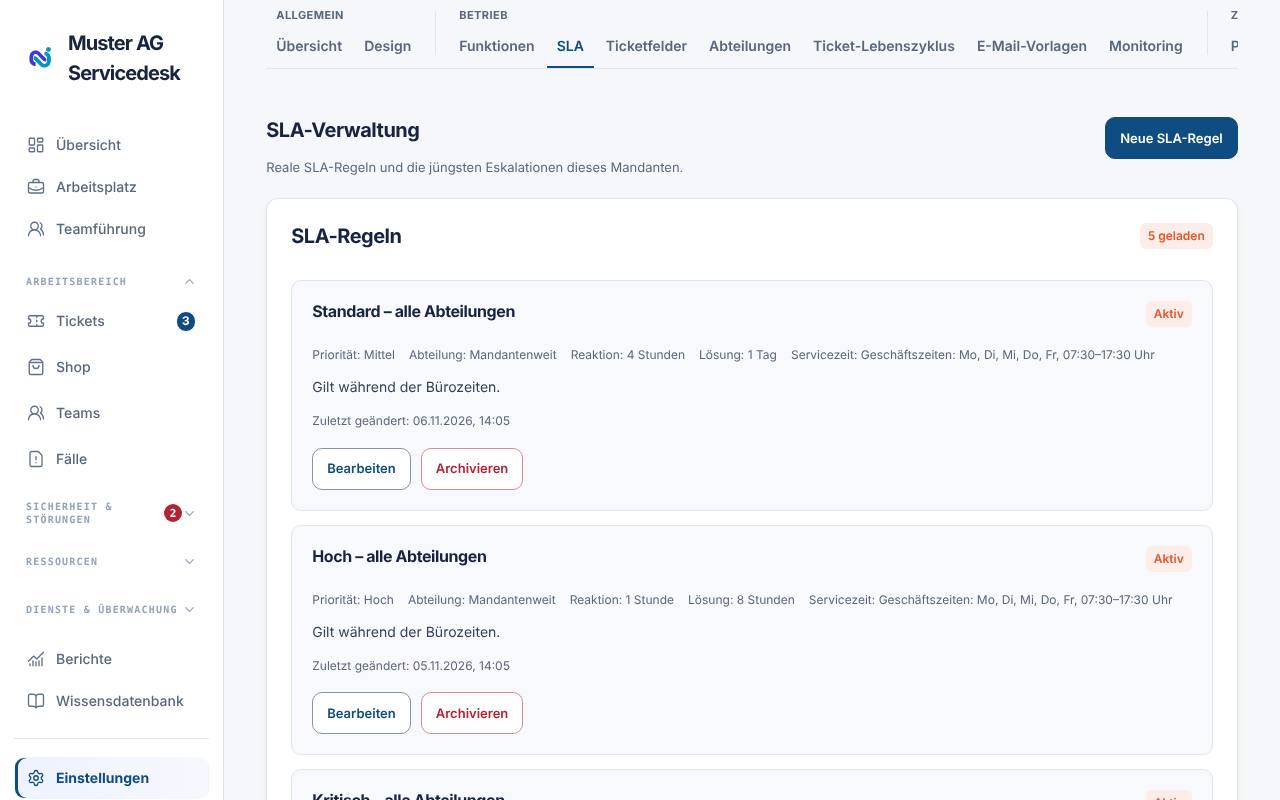 Muster AG
Servicedesk
Übersicht
Arbeitsplatz
Teamführung
ARBEITSBEREICH
Tickets 3
Shop
Teams
Fälle
SICHERHEIT &
STÖRUNGEN 2
RESSOURCEN
DIENSTE & ÜBERWACHUNG
Berichte
Wissensdatenbank
Einstellungen
ALLGEMEIN BETRIEB Z
Übersicht Design Funktionen SLA Ticketfelder Abteilungen Ticket-Lebenszyklus E-Mail-Vorlagen Monitoring P
SLA-Verwaltung
Neue SLA-Regel
Reale SLA-Regeln und die jüngsten Eskalationen dieses Mandanten.
SLA-Regeln 5 geladen
Standard – alle Abteilungen Aktiv
Priorität: Mittel Abteilung: Mandantenweit Reaktion: 4 Stunden Lösung: 1 Tag Servicezeit: Geschäftszeiten: Mo, Di, Mi, Do, Fr, 07:30–17:30 Uhr
Gilt während der Bürozeiten.
Zuletzt geändert: 06.11.2026, 14:05
Bearbeiten Archivieren
Hoch – alle Abteilungen Aktiv
Priorität: Hoch Abteilung: Mandantenweit Reaktion: 1 Stunde Lösung: 8 Stunden Servicezeit: Geschäftszeiten: Mo, Di, Mi, Do, Fr, 07:30–17:30 Uhr
Gilt während der Bürozeiten.
Zuletzt geändert: 05.11.2026, 14:05
Bearbeiten Archivieren
Kritisch – alle Abteilungen Aktiv